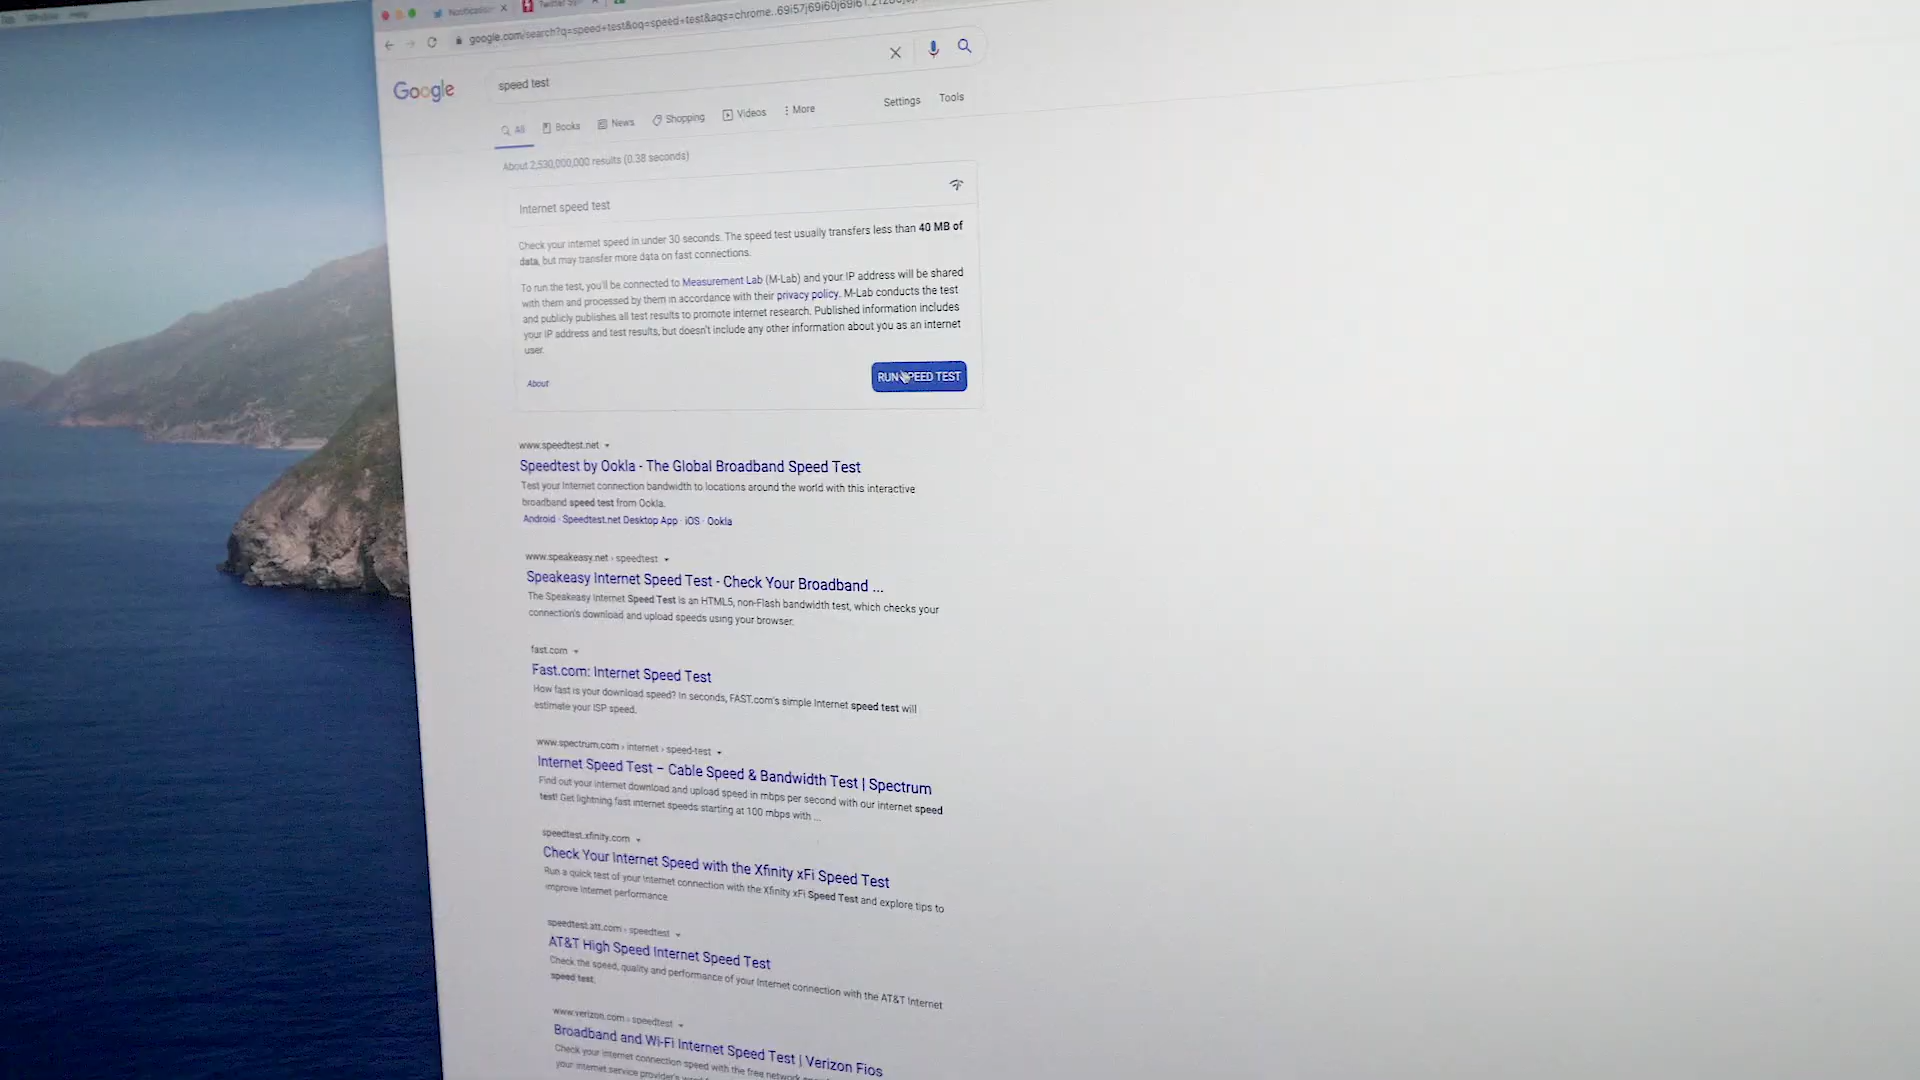 Window Help
google.com/search?q=speed+test&oq=speed+test&aqs=chrome..69i57j69i60j69i61
Google
speed test
All Books News Shopping Videos More Settings Tools
About 2,530,000,000 results (0.38 seconds)
Internet speed test
Check your internet speed in under 30 seconds. The speed test usually transfers less than 40 MB of
data, but may transfer more data on fast connections.
To run the test, you'll be connected to Measurement Lab (M-Lab) and your IP address will be shared
with them and processed by them in accordance with their privacy policy. M-Lab conducts the test
and publicly publishes all test results to promote internet research. Published information includes
your IP address and test results, but doesn't include any other information about you as an internet
user.
About
RUN SPEED TEST
www.speedtest.net
Speedtest by Ookla - The Global Broadband Speed Test
Test your Internet connection bandwidth to locations around the world with this interactive
broadband speed test from Ookla.
Android · Speedtest.net Desktop App · iOS · Ookla
www.speakeasy.net › speedtest
Speakeasy Internet Speed Test - Check Your Broadband ...
The Speakeasy Internet Speed Test is an HTML5, non-Flash bandwidth test, which checks your
connection's download and upload speeds using your browser.
fast.com
Fast.com: Internet Speed Test
How fast is your download speed? In seconds, FAST.com's simple Internet speed test will
estimate your ISP speed.
www.spectrum.com › internet › speed-test
Internet Speed Test – Cable Speed & Bandwidth Test | Spectrum
Find out your internet download and upload speed in mbps per second with our internet speed
test! Get lightning fast internet speeds starting at 100 mbps with ...
speedtest.xfinity.com
Check Your Internet Speed with the Xfinity xFi Speed Test
Run a quick test of your Internet connection with the Xfinity xFi Speed Test and explore tips to
improve Internet performance.
speedtest.att.com › speedtest
AT&T High Speed Internet Speed Test
Check the speed, quality and performance of your Internet connection with the AT&T Internet
speed test.
www.verizon.com › speedtest
Broadband and Wi-Fi Internet Speed Test | Verizon Fios
Check your internet connection speed with the free network
your internet service provider's